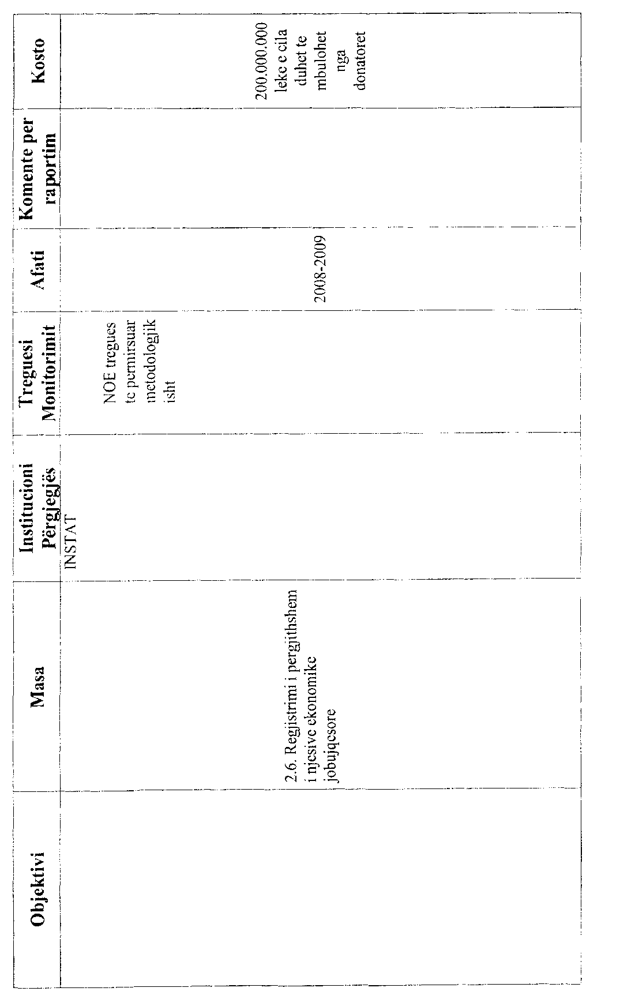 Objektivi
Masa
Institucioni
Përgjegjës
Treguesi
Monitorimit
Afati
Komente per
raportim
Kosto
2.6. Regjistrimi i pergjithshem
i njesive ekonomike
jobujqesore
INSTAT
NOE tregues
te permirsuar
metodologjik
isht
2008-2009
200.000.000
leke e cila
duhet te
mbulohet
nga
donatoret